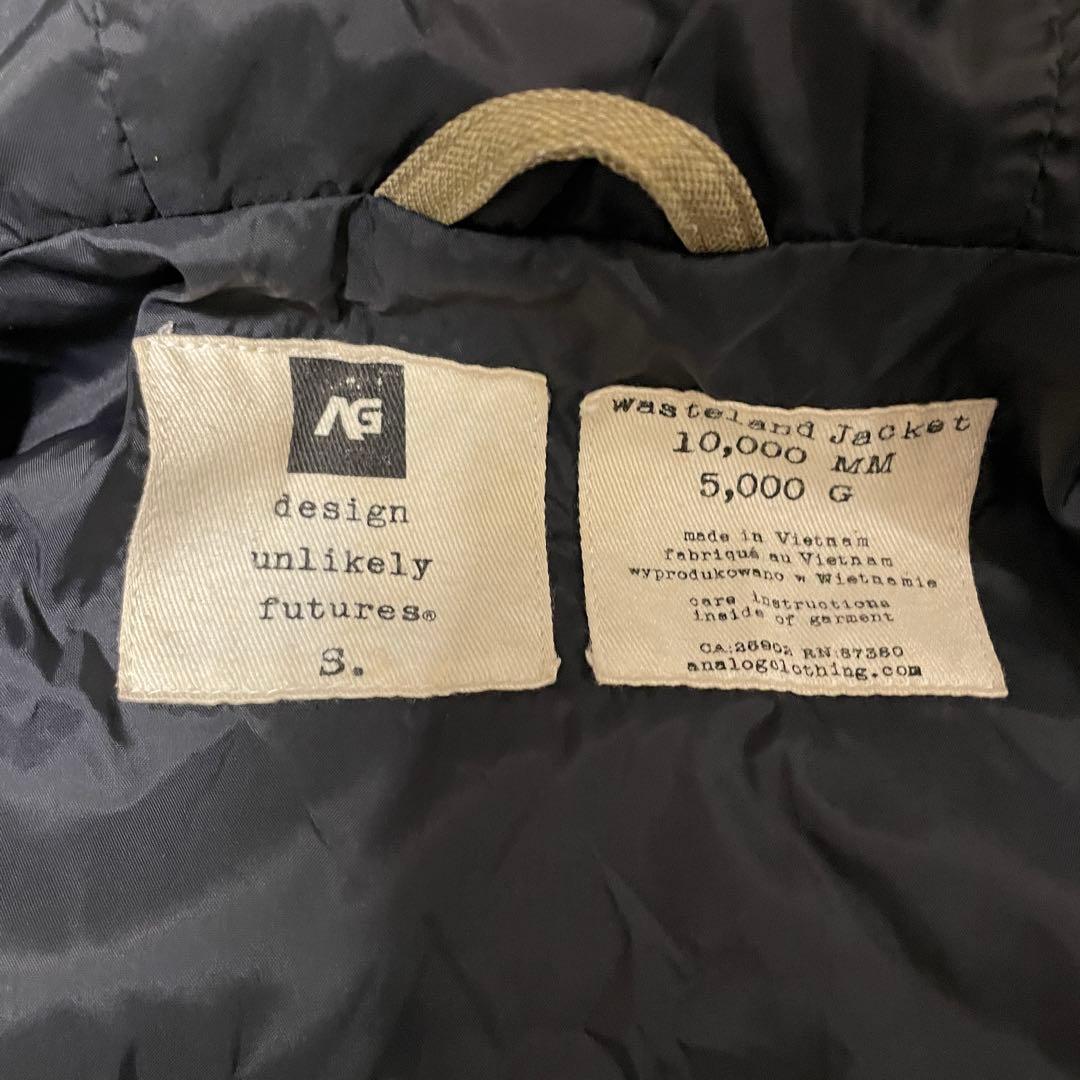 AG
design
unlikely
futures®
S.
Wasteland Jacket
10,000 MM
5,000 G
made in Vietnam
fabriqué au Vietnam
wyprodukowano w Wietnamie
care instructions
inside of garment
CA:25902 RN:87380
analogclothing.com